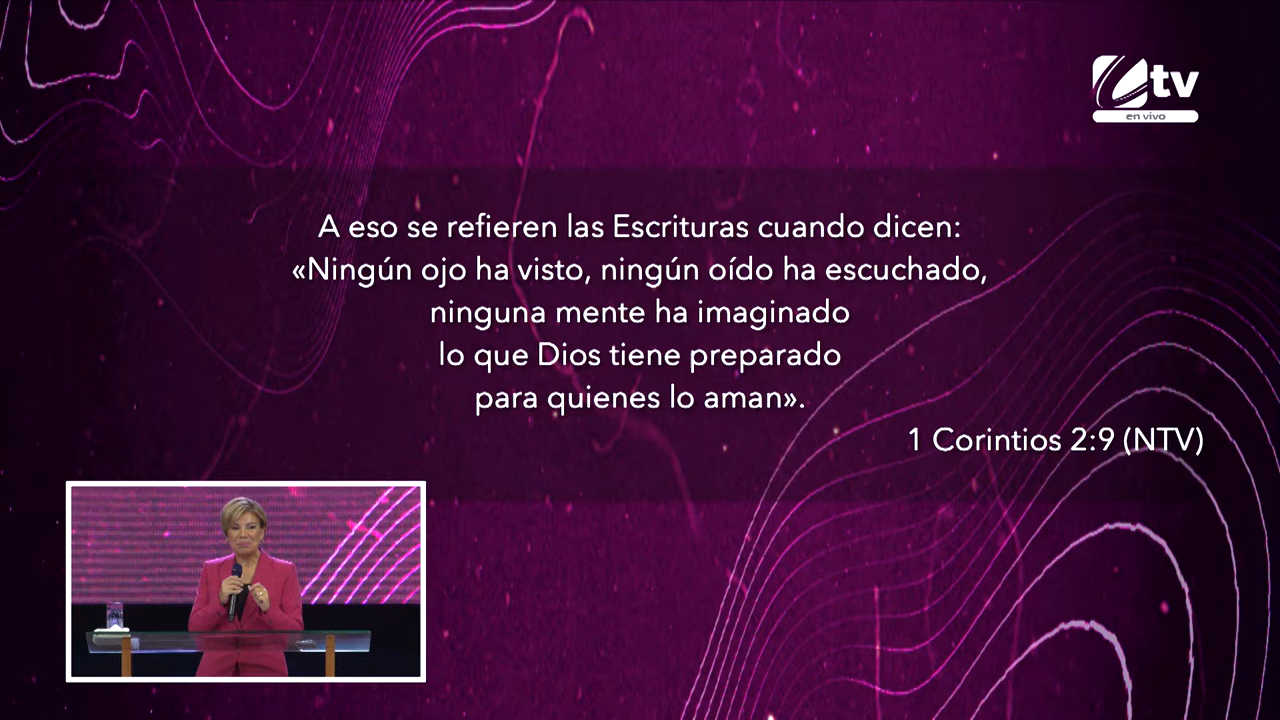 etv
en vivo
A eso se refieren las Escrituras cuando dicen:
«Ningún ojo ha visto, ningún oído ha escuchado,
ninguna mente ha imaginado
lo que Dios tiene preparado
para quienes lo aman».
1 Corintios 2:9 (NTV)